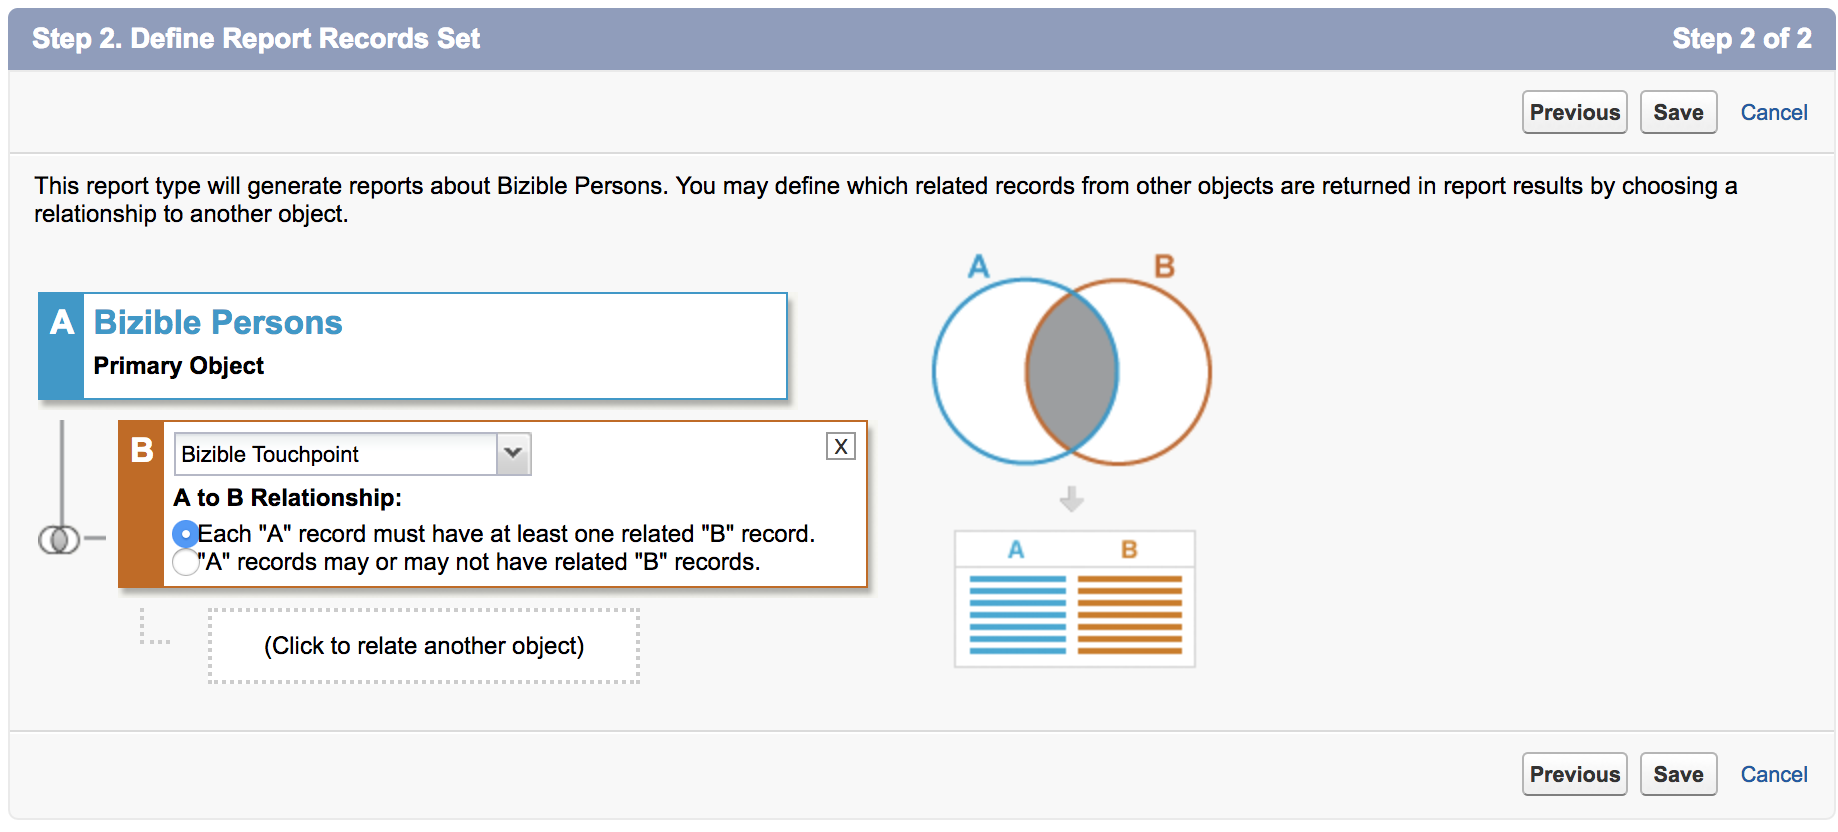 Step 2. Define Report Records Set
Step 2 of 2
Previous
Save
Cancel
This report type will generate reports about Bizible Persons. You may define which related records from other objects are returned in report results by choosing a
relationship to another object.
A
Bizible Persons
Primary Object
B
Bizible Touchpoint
X
A to B Relationship:
Each "A" record must have at least one related "B" record.
"A" records may or may not have related "B" records.
(Click to relate another object)
A
B
A
B
Previous
Save
Cancel